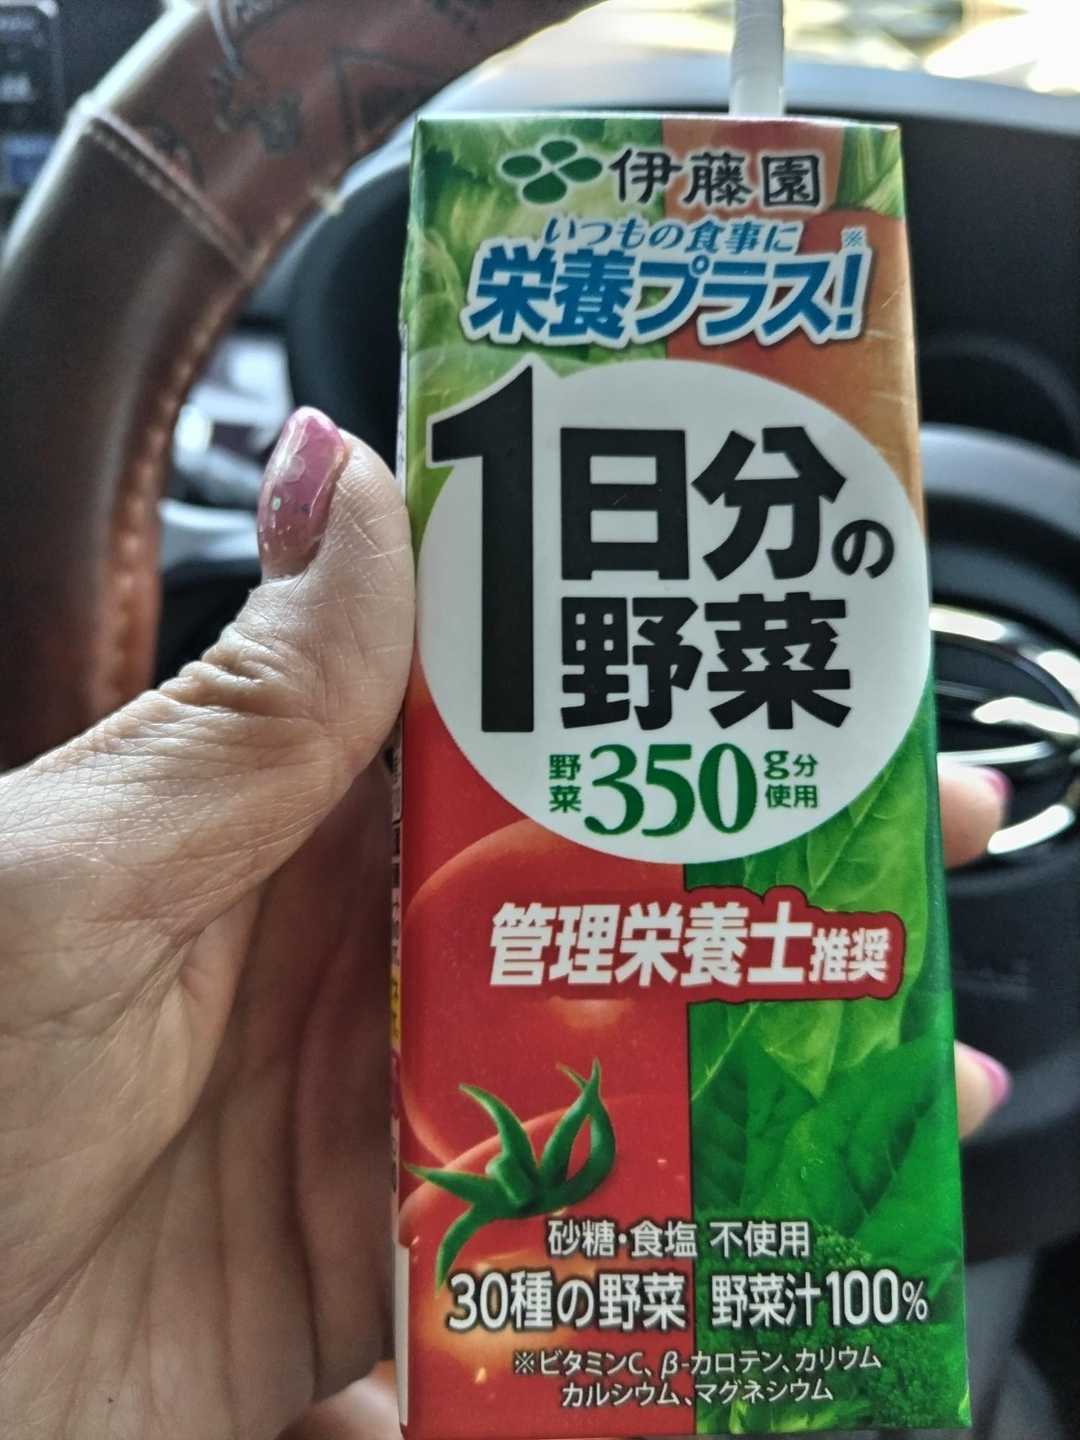 伊藤園
いつもの食事に
栄養プラス!※
1日分の
野菜
野菜350g分使用
管理栄養士推奨
砂糖・食塩 不使用
30種の野菜 野菜汁100%
※ビタミンC、β-カロテン、カリウム
カルシウム、マグネシウム